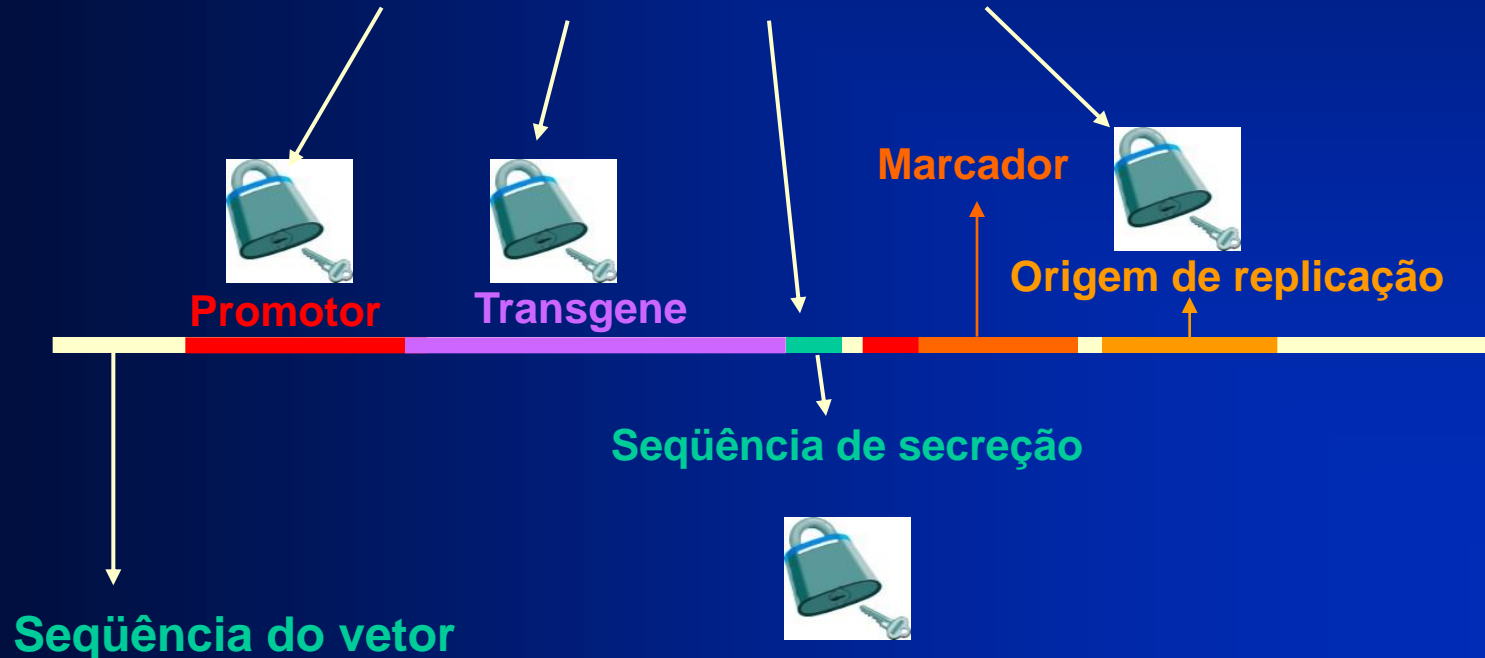 Marcador
Origem de replicação
Promotor
Transgene
Seqüência de secreção
Seqüência do vetor